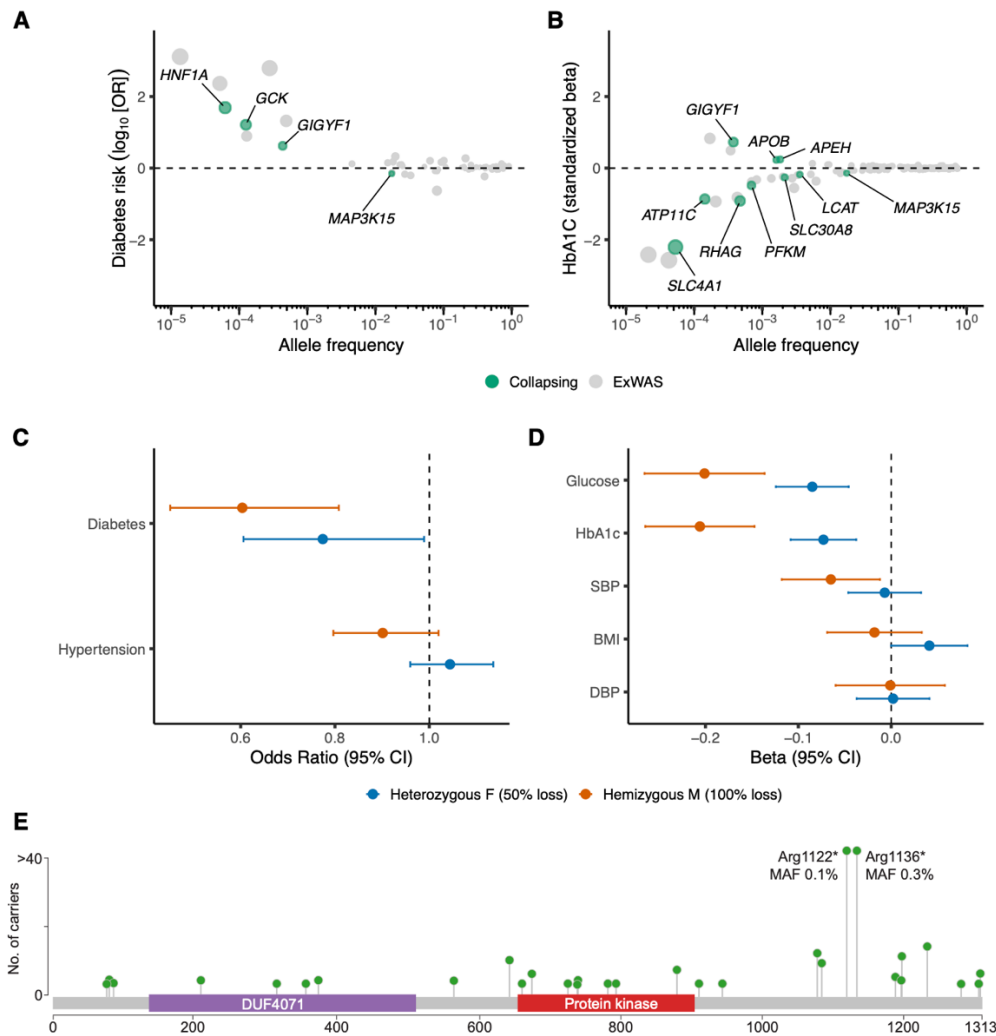 A
Diabetes risk (log₁₀ [OR])
2
0
−2
HNF1A
GCK
GIGYF1
MAP3K15
10⁻⁵ 10⁻⁴ 10⁻³ 10⁻² 10⁻¹ 10⁰
Allele frequency
B
HbA1C (standardized beta)
2
0
−2
GIGYF1
APOB
APEH
ATP11C
RHAG
SLC4A1
PFKM
SLC30A8
LCAT
MAP3K15
10⁻⁵ 10⁻⁴ 10⁻³ 10⁻² 10⁻¹ 10⁰
Allele frequency
Collapsing ExWAS
C
Diabetes
Hypertension
0.6 0.8 1.0
Odds Ratio (95% CI)
D
Glucose
HbA1c
SBP
BMI
DBP
−0.2 −0.1 0.0
Beta (95% CI)
Heterozygous F (50% loss) Hemizygous M (100% loss)
E
No. of carriers
>40
0
Arg1122*
MAF 0.1%
Arg1136*
MAF 0.3%
DUF4071
Protein kinase
0 200 400 600 800 1000 1200 1313